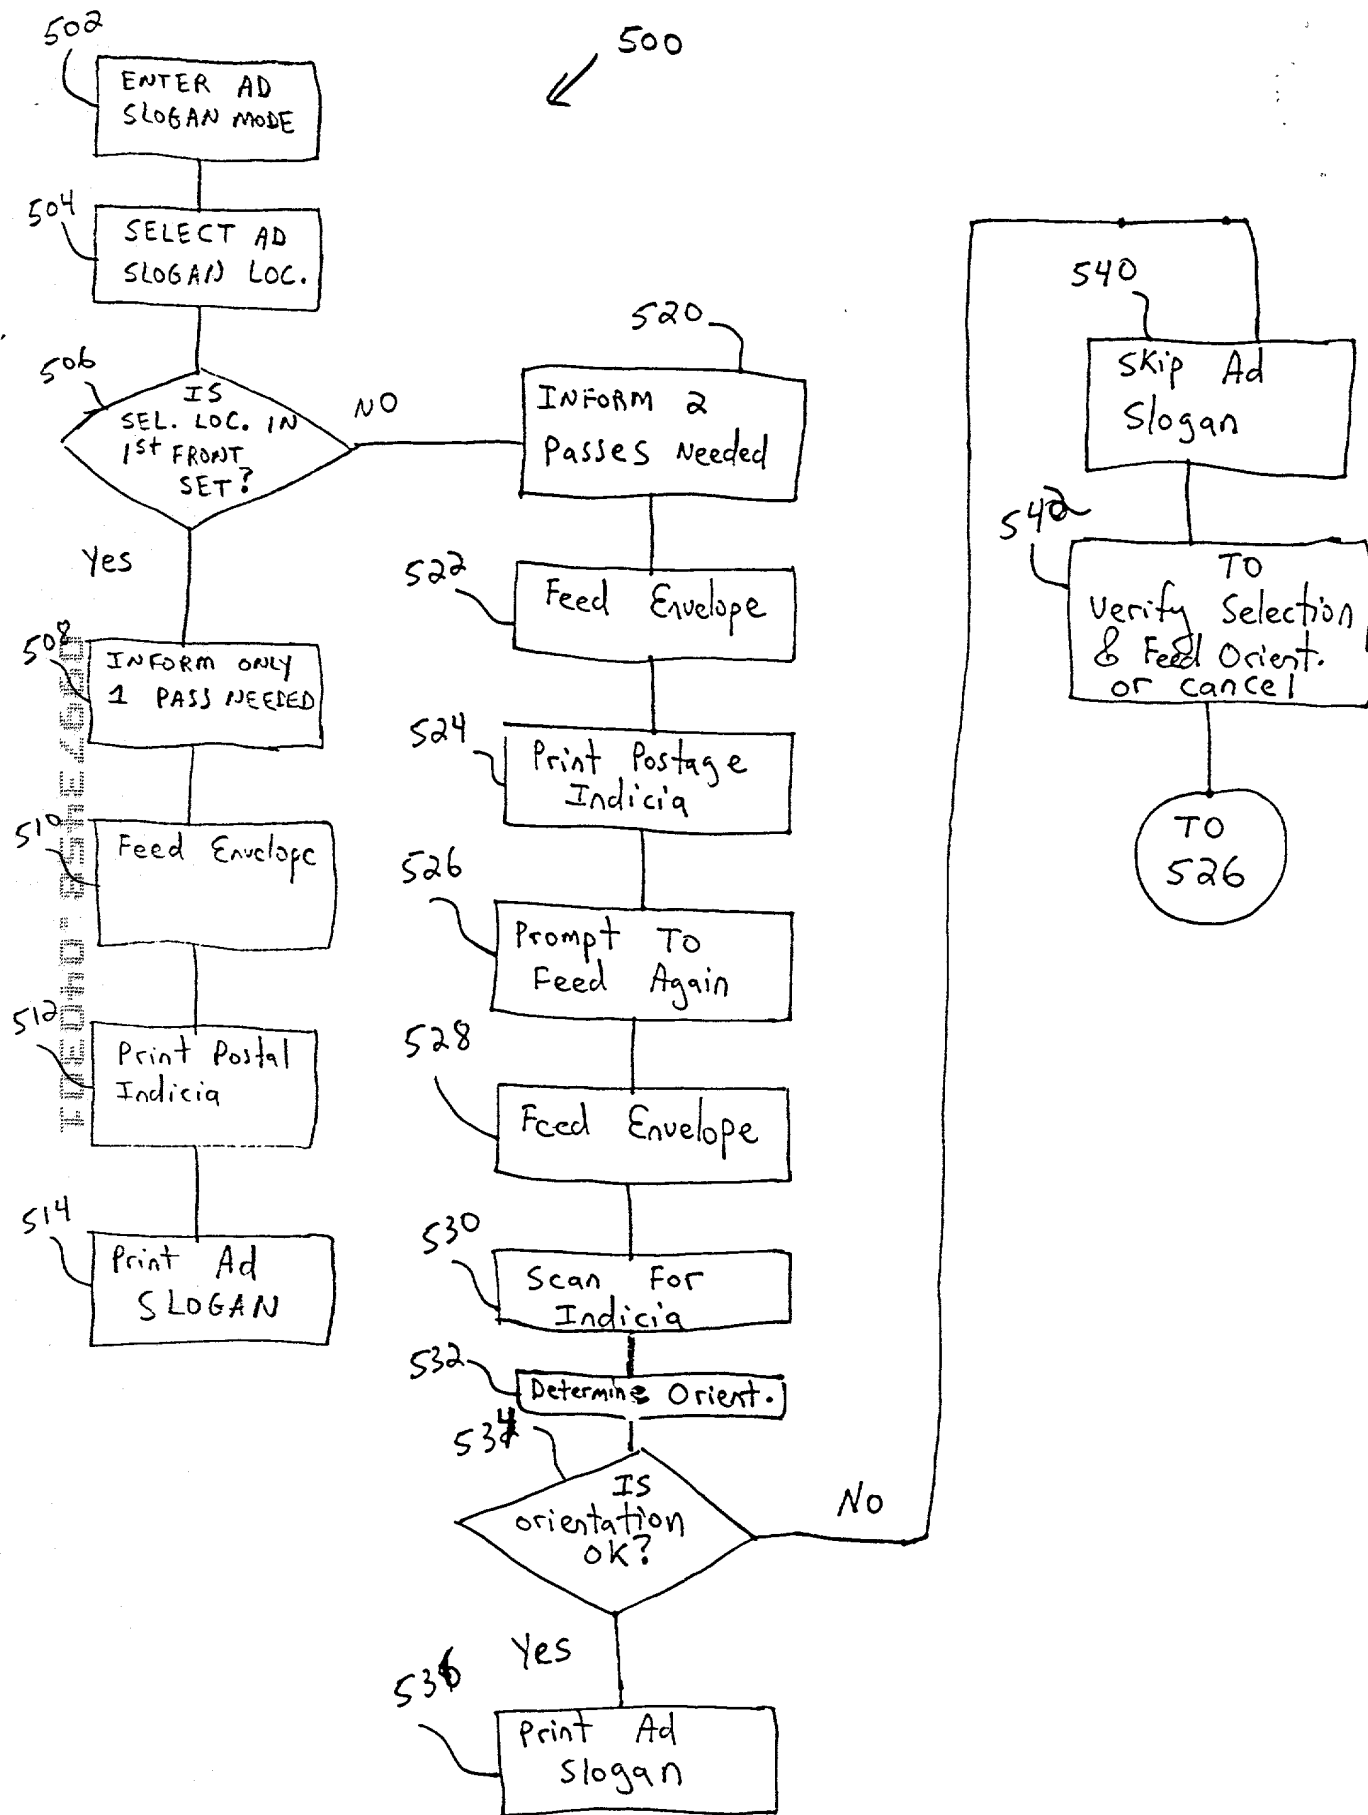 500
502
ENTER AD
SLOGAN MODE
504
SELECT AD
SLOGAN LOC.
506
IS
SEL. LOC. IN
1st FRONT
SET?
NO
Yes
508
INFORM ONLY
1 PASS NEEDED
510
Feed Envelope
512
Print Postal
Indicia
514
Print Ad
SLOGAN
520
INFORM 2
Passes Needed
522
Feed Envelope
524
Print Postage
Indicia
526
Prompt To
Feed Again
528
Feed Envelope
530
Scan For
Indicia
532
Determine Orient.
534
IS
orientation
OK?
No
Yes
536
Print Ad
Slogan
540
Skip Ad
Slogan
542
TO
Verify Selection
& Feed Orient.
or cancel
TO
526